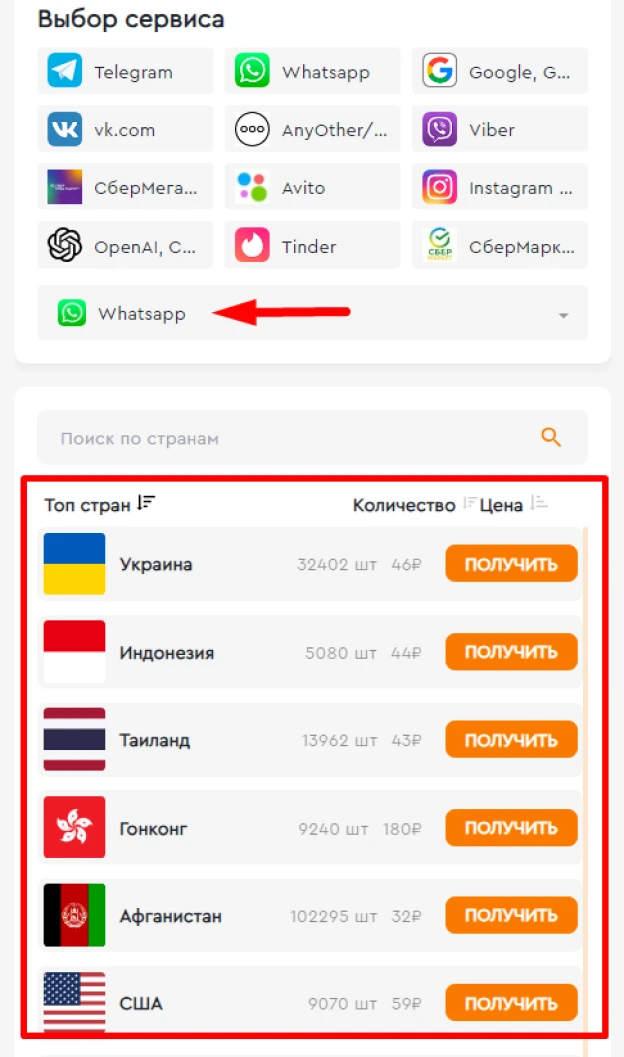 Выбор сервиса
Telegram Whatsapp Google, G...
vk.com AnyOther/... Viber
СберМега... Avito Instagram ...
OpenAI, C... Tinder СБЕР МАРКЕТ СберМарк...
Whatsapp
Поиск по странам
Топ стран Количество Цена
Украина 32402 шт 46₽ ПОЛУЧИТЬ
Индонезия 5080 шт 44₽ ПОЛУЧИТЬ
Таиланд 13962 шт 43₽ ПОЛУЧИТЬ
Гонконг 9240 шт 180₽ ПОЛУЧИТЬ
Афганистан 102295 шт 32₽ ПОЛУЧИТЬ
США 9070 шт 59₽ ПОЛУЧИТЬ